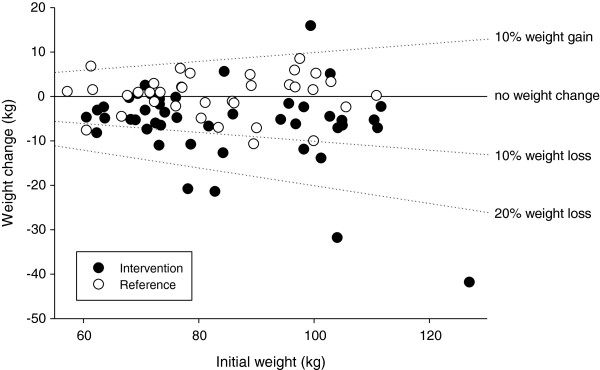 20
10
0
-10
-20
-30
-40
-50
Weight change (kg)
10% weight gain
no weight change
10% weight loss
20% weight loss
Intervention
Reference
60 80 100 120
Initial weight (kg)